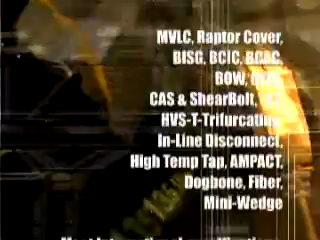 MVLC, Raptor Cover,
BISG, BCIC, BCAC,
BOW,
CAS & ShearBolt,
HVS-T-Trifurcating,
In-Line Disconnect,
High Temp Tap, AMPACT,
Dogbone, Fiber,
Mini-Wedge